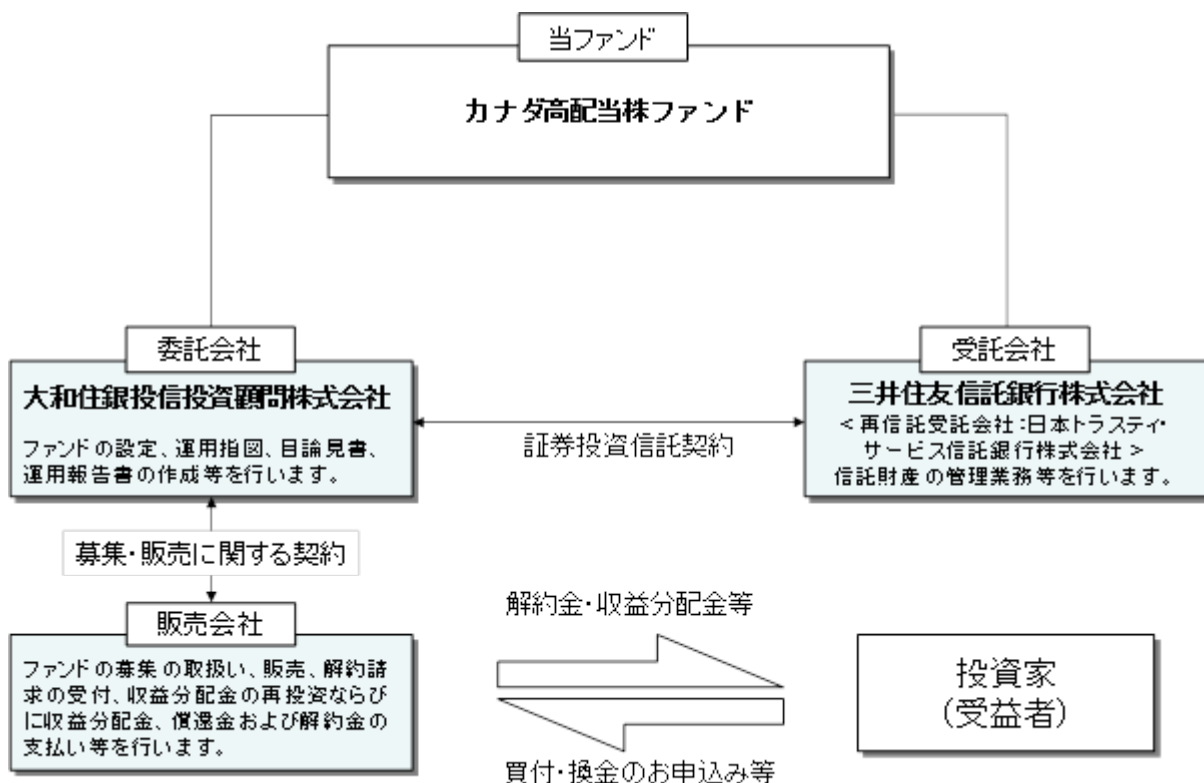 当ファンド
カナダ高配当株ファンド
委託会社
大和住銀投信投資顧問株式会社
ファンドの設定、運用指図、目論見書、
運用報告書の作成等を行います。
証券投資信託契約
受託会社
三井住友信託銀行株式会社
<再信託受託会社:日本トラスティ・
サービス信託銀行株式会社>
信託財産の管理業務等を行います。
募集・販売に関する契約
販売会社
ファンドの募集の取扱い、販売、解約請
求の受付、収益分配金の再投資ならび
に収益分配金、償還金および解約金の
支払い等を行います。
解約金・収益分配金等
買付・換金のお申込み等
投資家
(受益者)